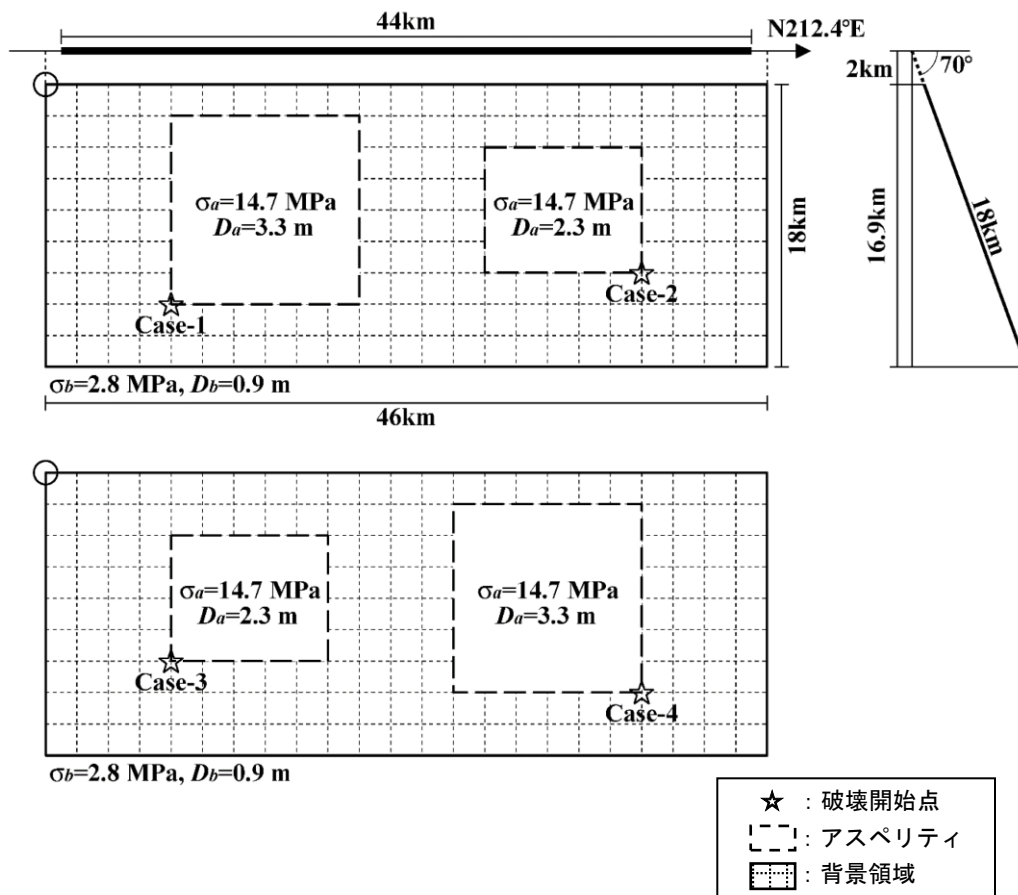 44km
N212.4°E
2km
70°
σa=14.7 MPa
Da=3.3 m
σa=14.7 MPa
Da=2.3 m
18km
16.9km
18km
Case-1
Case-2
σb=2.8 MPa, Db=0.9 m
46km
σa=14.7 MPa
Da=2.3 m
σa=14.7 MPa
Da=3.3 m
Case-3
Case-4
σb=2.8 MPa, Db=0.9 m
☆ : 破壊開始点
: アスペリティ
: 背景領域